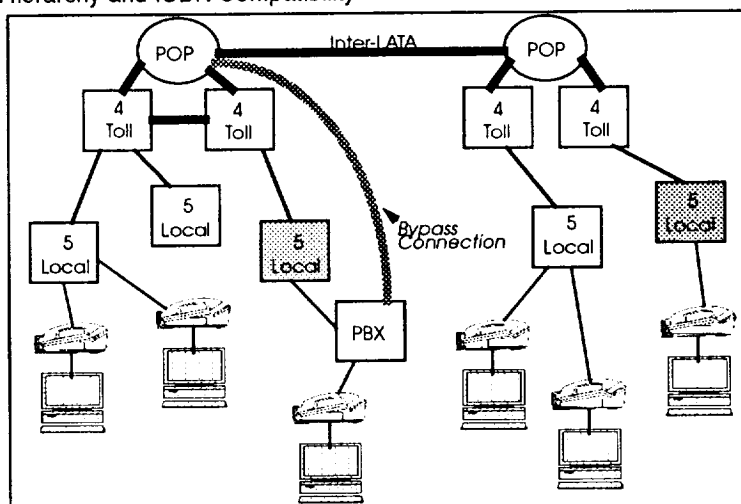 Hierarchy and ISDN Compatibility
POP
Inter-LATA
POP
4
Toll
4
Toll
4
Toll
4
Toll
5
Local
5
Local
5
Local
5
Local
5
Local
Bypass
Connection
PBX